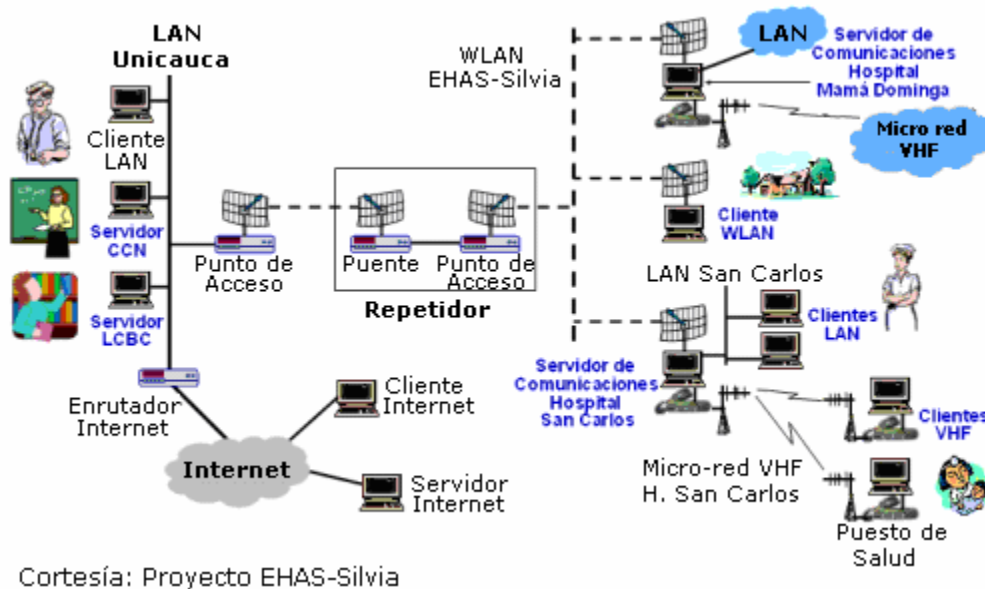 LAN
Unicauca
Cliente
LAN
Servidor
CCN
Servidor
LCBC
Enrutador
Internet
Internet
Cliente
Internet
Servidor
Internet
Punto de
Acceso
Puente
Punto de
Acceso
Repetidor
WLAN
EHAS-Silvia
LAN
Servidor de
Comunicaciones
Hospital
Mamá Dominga
Micro red
VHF
Cliente
WLAN
LAN San Carlos
Clientes
LAN
Servidor de
Comunicaciones
Hospital
San Carlos
Micro-red VHF
H. San Carlos
Clientes
VHF
Puesto de
Salud
Cortesía: Proyecto EHAS-Silvia